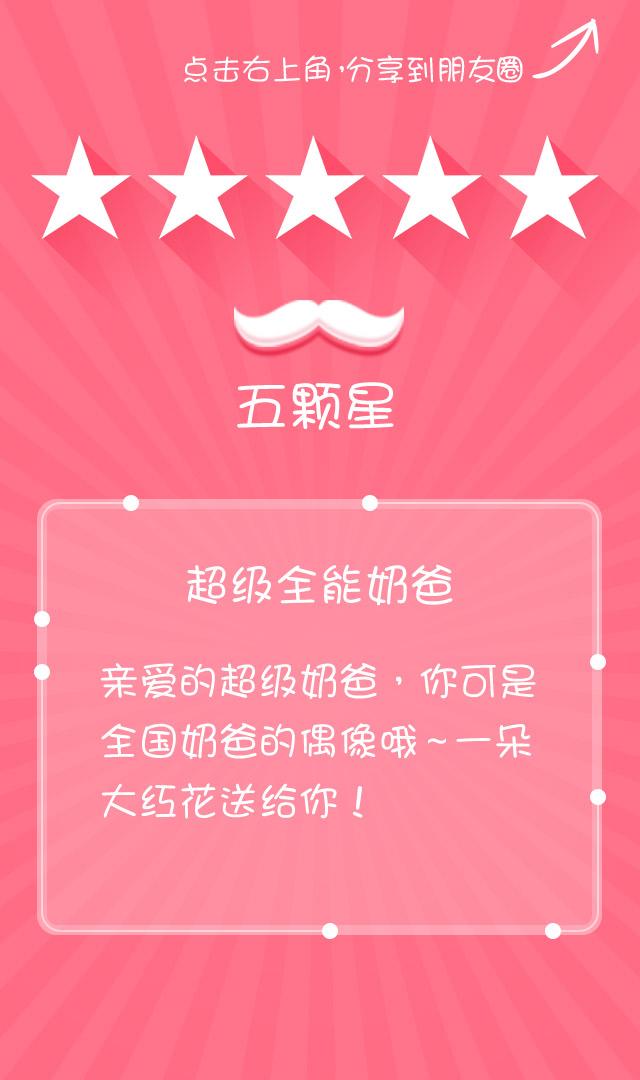 点击右上角，分享到朋友圈
五颗星
超级全能奶爸
亲爱的超级奶爸，你可是
全国奶爸的偶像哦~一朵
大红花送给你！